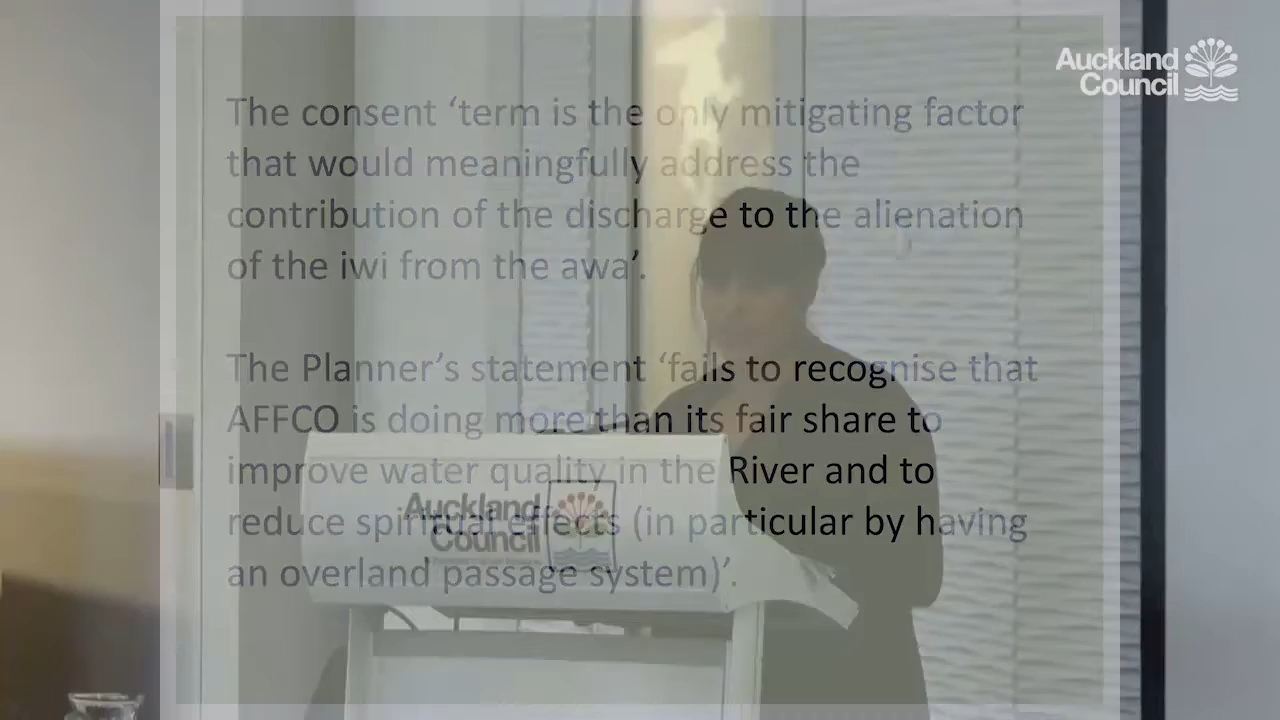 Auckland
Council
The consent ‘term is the only mitigating factor
that would meaningfully address the
contribution of the discharge to the alienation
of the iwi from the awa’.
The Planner’s statement ‘fails to recognise that
AFFCO is doing more than its fair share to
improve water quality in the River and to
reduce spiritual effects (in particular by having
an overland passage system)’.
Auckland
Council